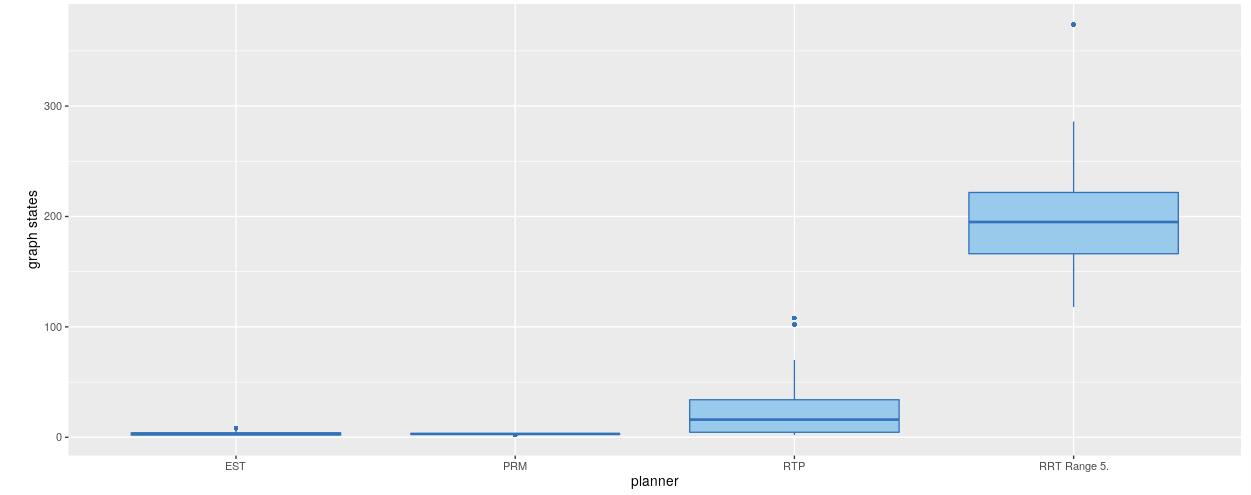 graph states
300
200
100
0
EST
PRM
RTP
RRT Range 5.
planner